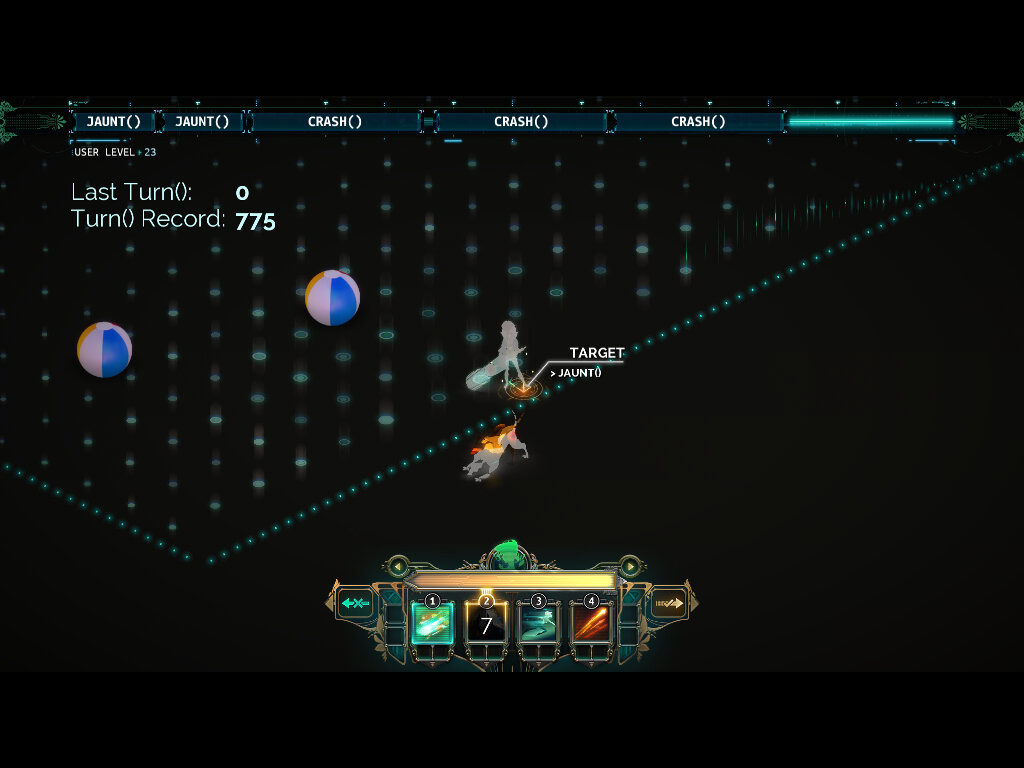 JAUNT() JAUNT() CRASH() CRASH() CRASH()
USER LEVEL 23
Last Turn(): 0
Turn() Record: 775
TARGET
> JAUNT()
1 2 3 4
7